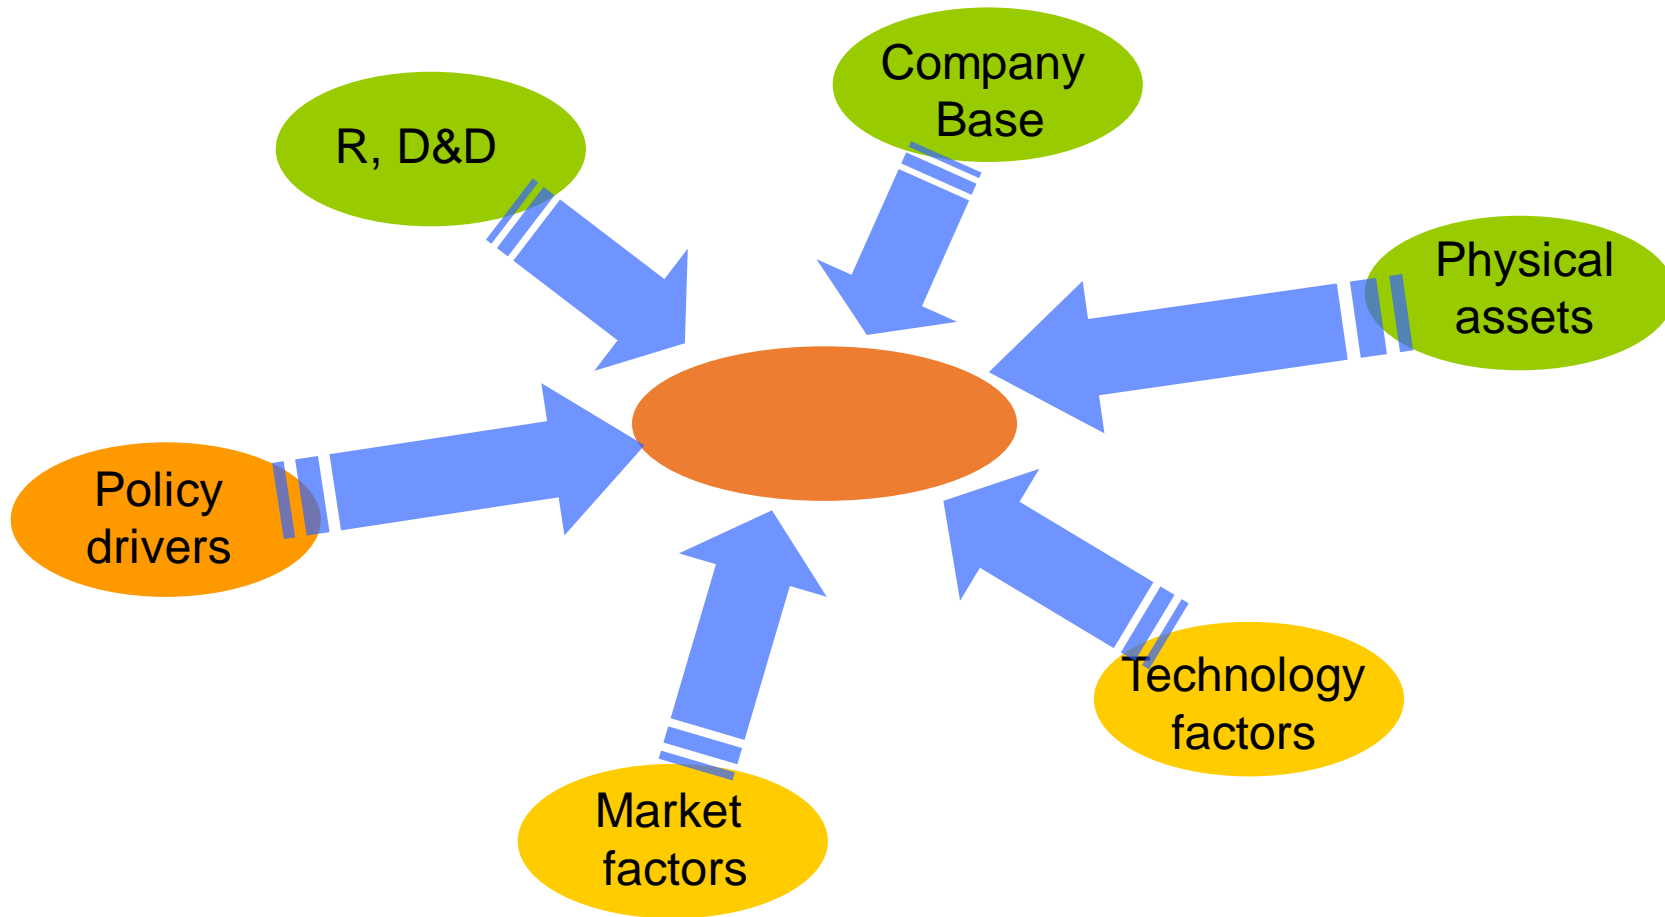 Company
Base
R, D&D
Physical
assets
Policy
drivers
Technology
factors
Market
factors